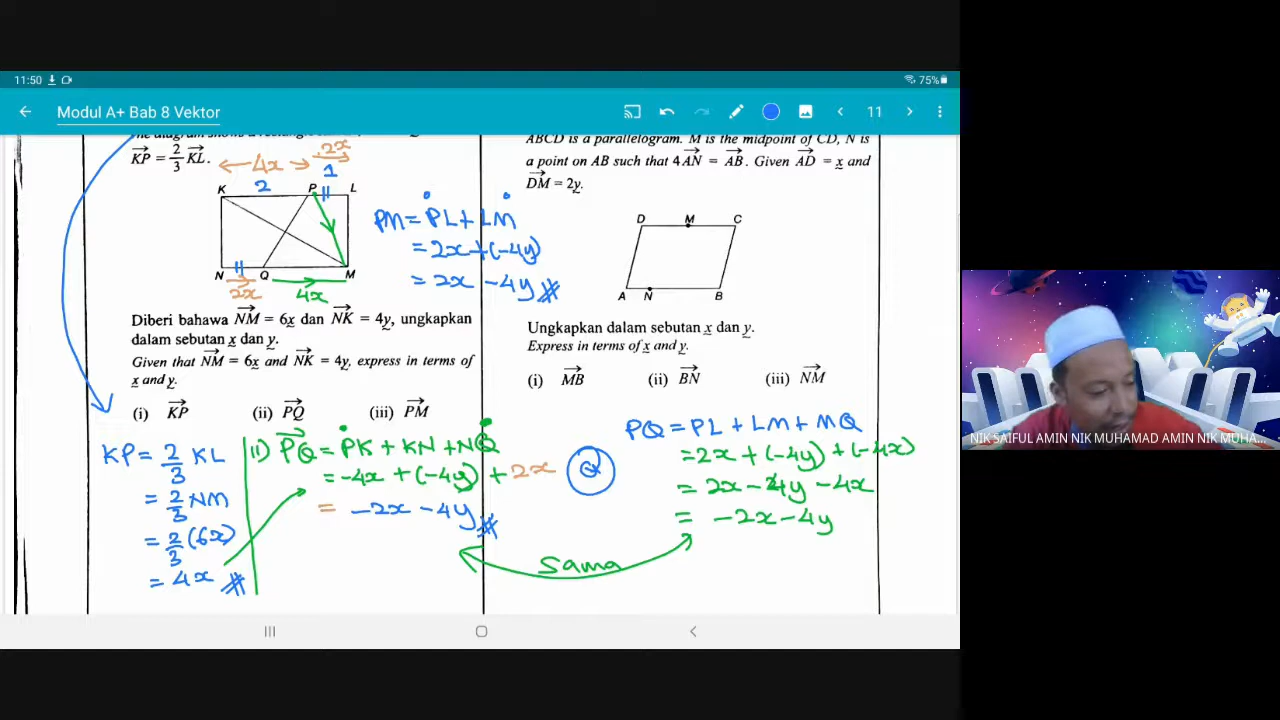 11:50
75%
Modul A+ Bab 8 Vektor
11
KP = 2/3 KL.
4x
2x
2
1
K
P
L
N
Q
M
2x
4x
PM = PL + LM
= 2x + (-4y)
= 2x - 4y #
Diberi bahawa NM = 6x dan NK = 4y, ungkapkan
dalam sebutan x dan y.
Given that NM = 6x and NK = 4y, express in terms of
x and y.
(i) KP (ii) PQ (iii) PM
KP = 2/3 KL
= 2/3 NM
= 2/3 (6x)
= 4x #
ii) PQ = PK + KN + NQ
= -4x + (-4y) + 2x
= -2x - 4y #
Q
Sama
ABCD is a parallelogram. M is the midpoint of CD, N is
a point on AB such that 4AN = AB. Given AD = x and
DM = 2y.
D
M
C
A
N
B
Ungkapkan dalam sebutan x dan y.
Express in terms of x and y.
(i) MB (ii) BN (iii) NM
PQ = PL + LM + MQ
= 2x + (-4y) + (-4x)
= 2x - 4y - 4x
= -2x - 4y
NIK SAIFUL AMIN NIK MUHAMAD AMIN NIK MUHA...